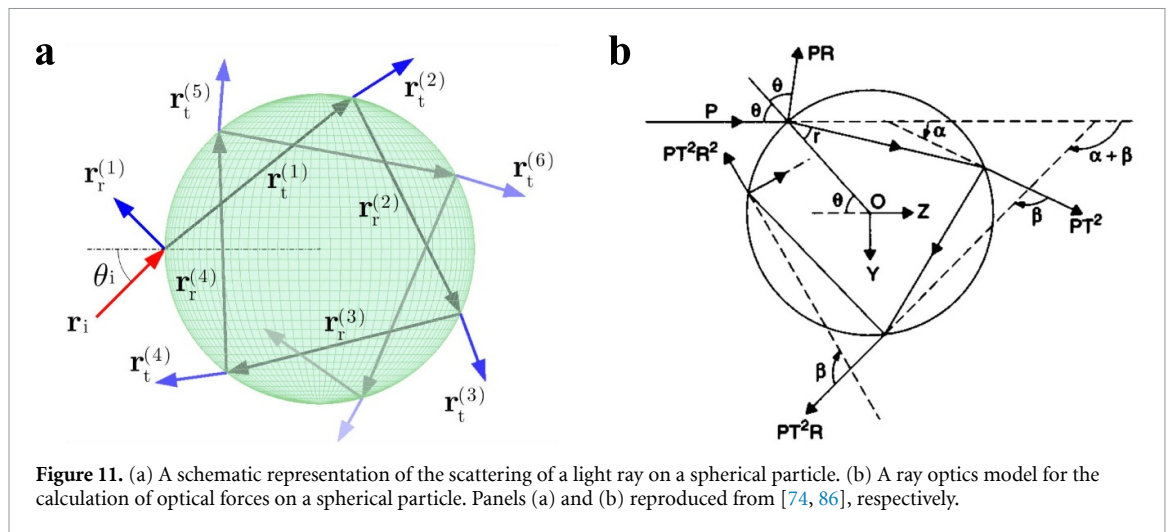 a
b
r_t^(5)
r_t^(2)
r_r^(1)
r_t^(1)
r_t^(6)
r_r^(2)
θ_i
r_r^(4)
r_i
r_r^(3)
r_t^(4)
r_t^(3)
PR
θ
θ
P
r
α
PT²R²
α + β
θ
O
Z
β
PT²
Y
β
PT²R
Figure 11. (a) A schematic representation of the scattering of a light ray on a spherical particle. (b) A ray optics model for the
calculation of optical forces on a spherical particle. Panels (a) and (b) reproduced from [74, 86], respectively.